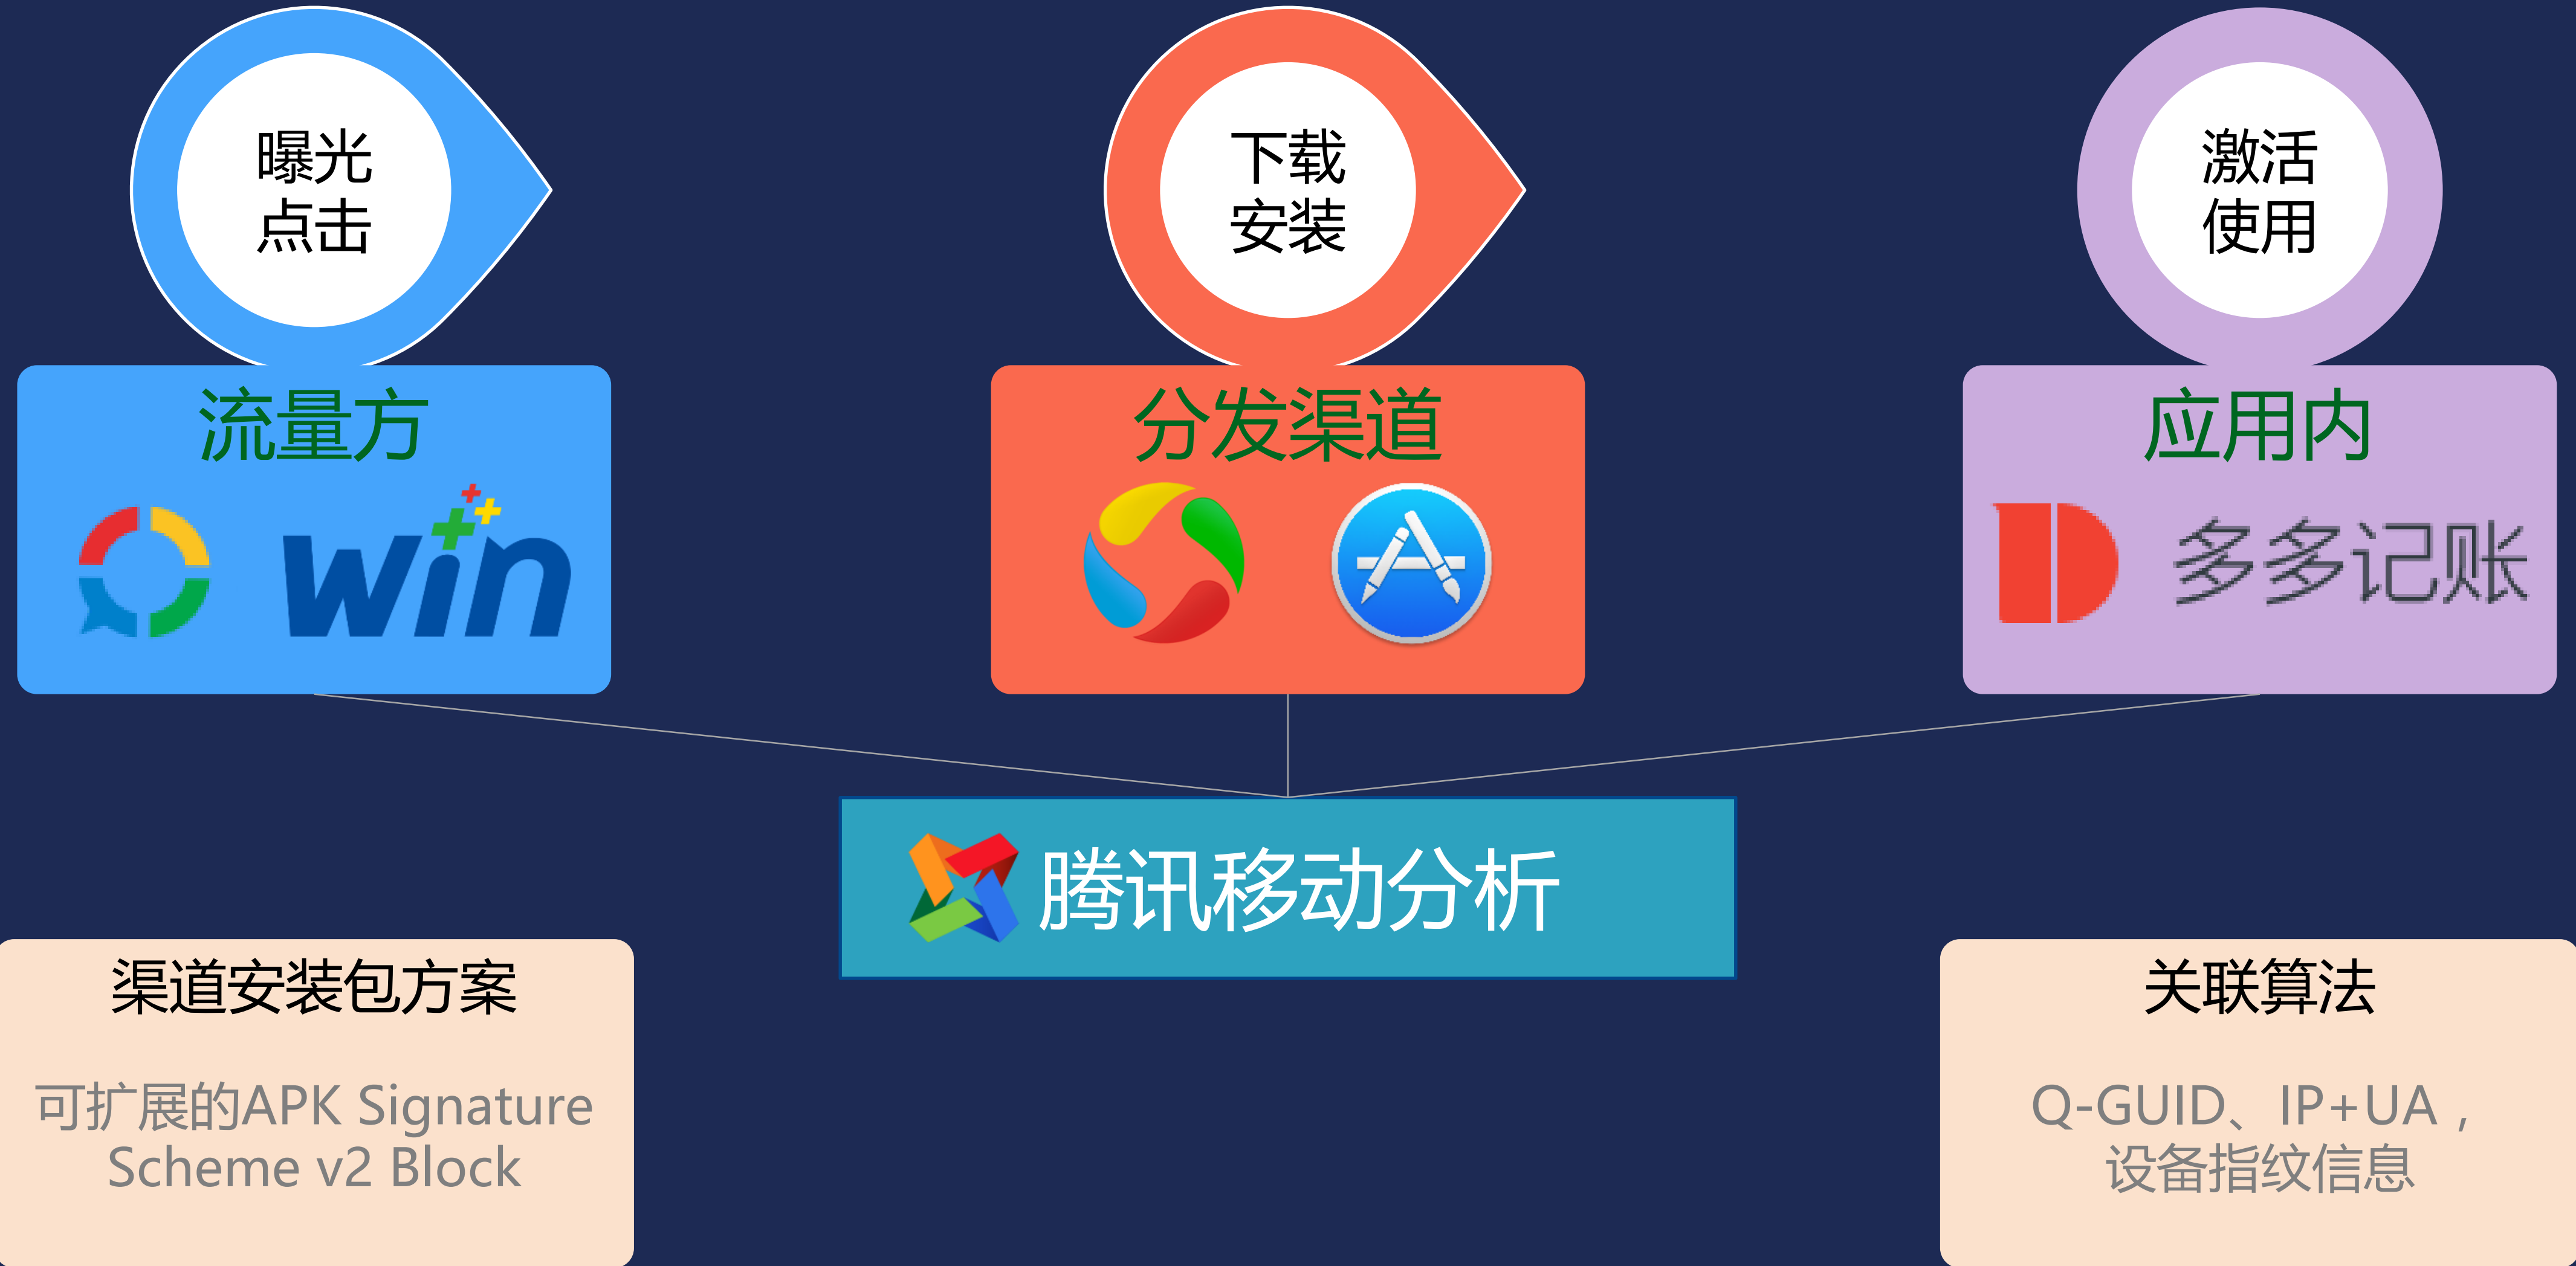 曝光
点击
下载
安装
激活
使用
流量方
win
分发渠道
应用内
多多记账
腾讯移动分析
渠道安装包方案
可扩展的APK Signature
Scheme v2 Block
关联算法
Q-GUID、IP+UA，
设备指纹信息